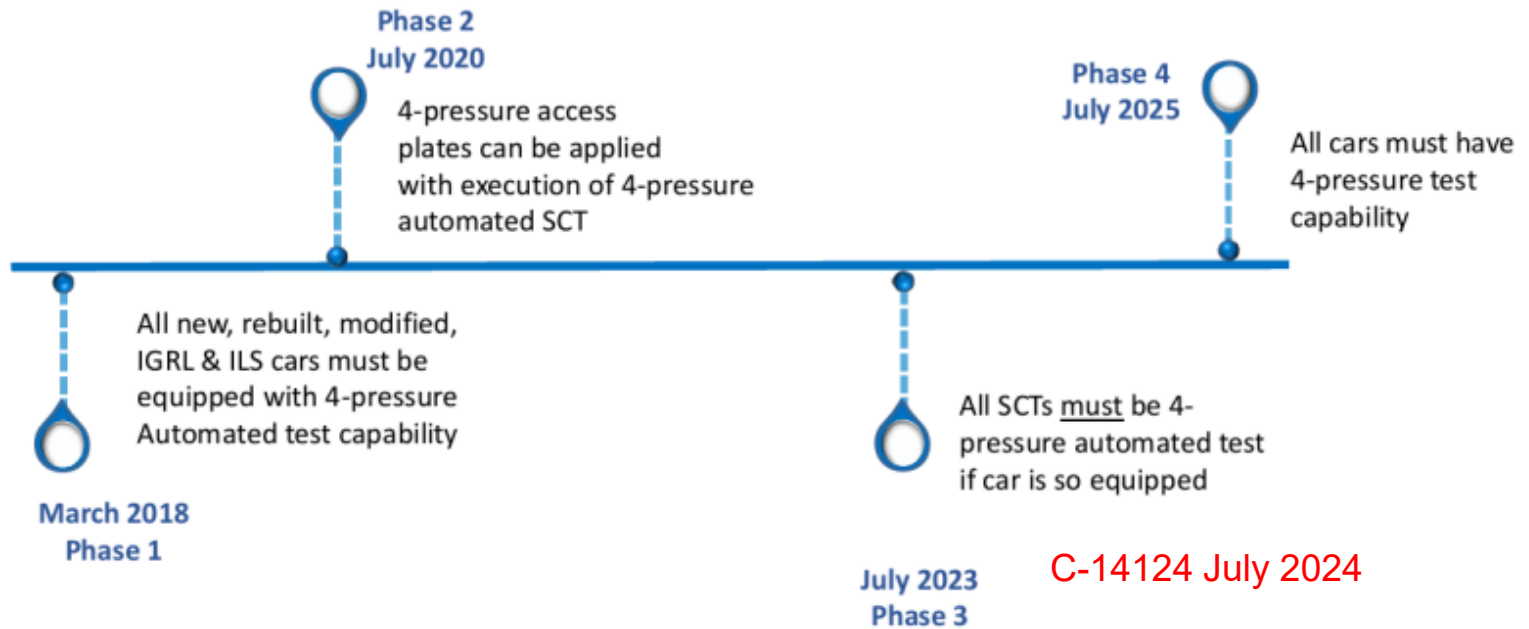 Phase 2
July 2020
4-pressure access
plates can be applied
with execution of 4-pressure
automated SCT
Phase 4
July 2025
All cars must have
4-pressure test
capability
All new, rebuilt, modified,
IGRL & ILS cars must be
equipped with 4-pressure
Automated test capability
March 2018
Phase 1
All SCTs must be 4-
pressure automated test
if car is so equipped
July 2023
Phase 3
C-14124 July 2024